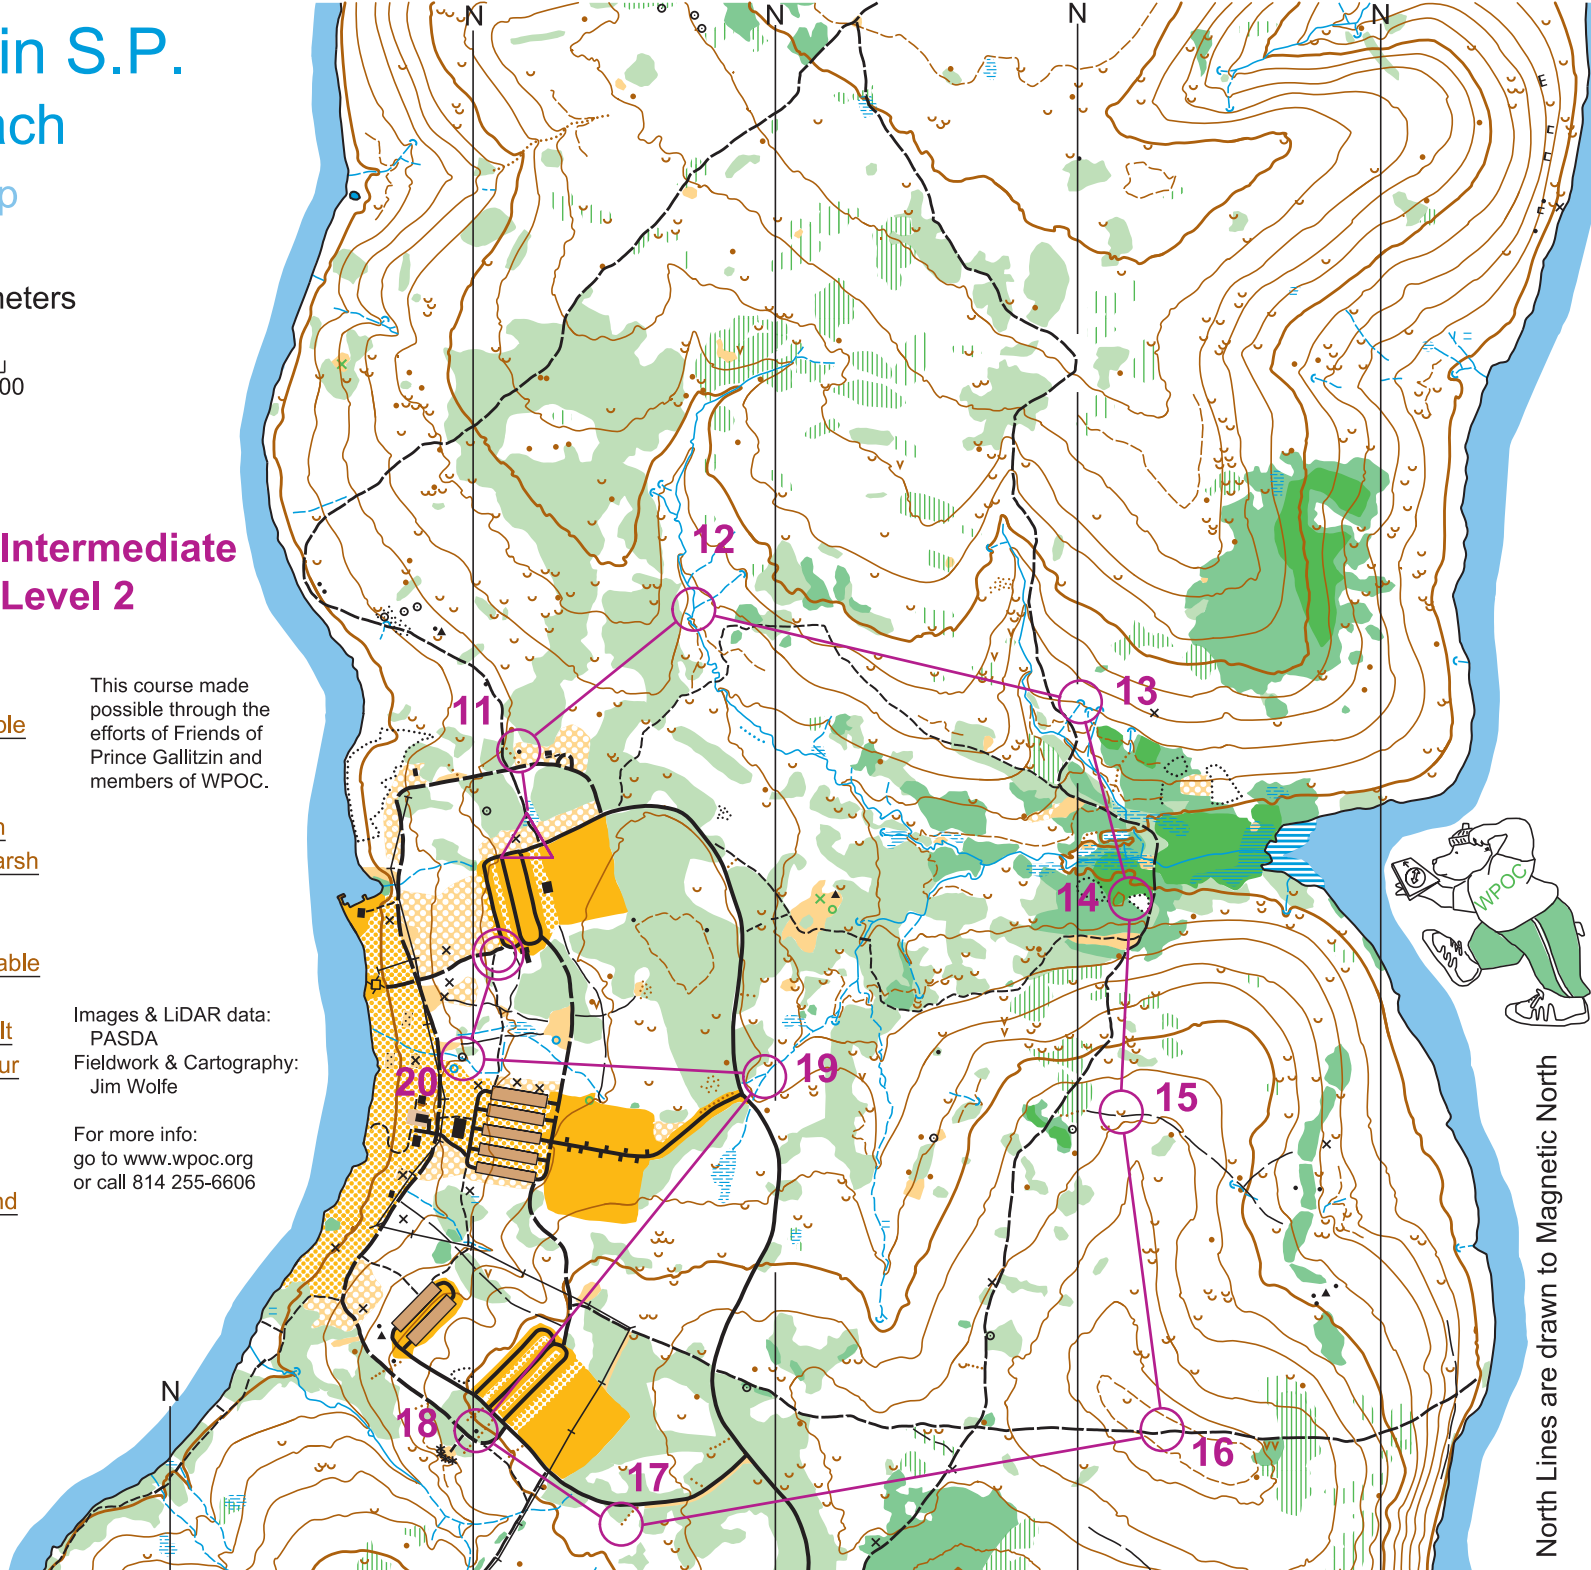 in S.P.
ach
p
neters
00
Intermediate
Level 2
This course made
possible through the
efforts of Friends of
Prince Gallitzin and
members of WPOC.
ble
n
arsh
able
lt
ur
nd
Images & LiDAR data:
PASDA
Fieldwork & Cartography:
Jim Wolfe
For more info:
go to www.wpoc.org
or call 814 255-6606
N
N
N
N
N
11
12
13
14
15
16
17
18
19
20
WPOC
North Lines are drawn to Magnetic North